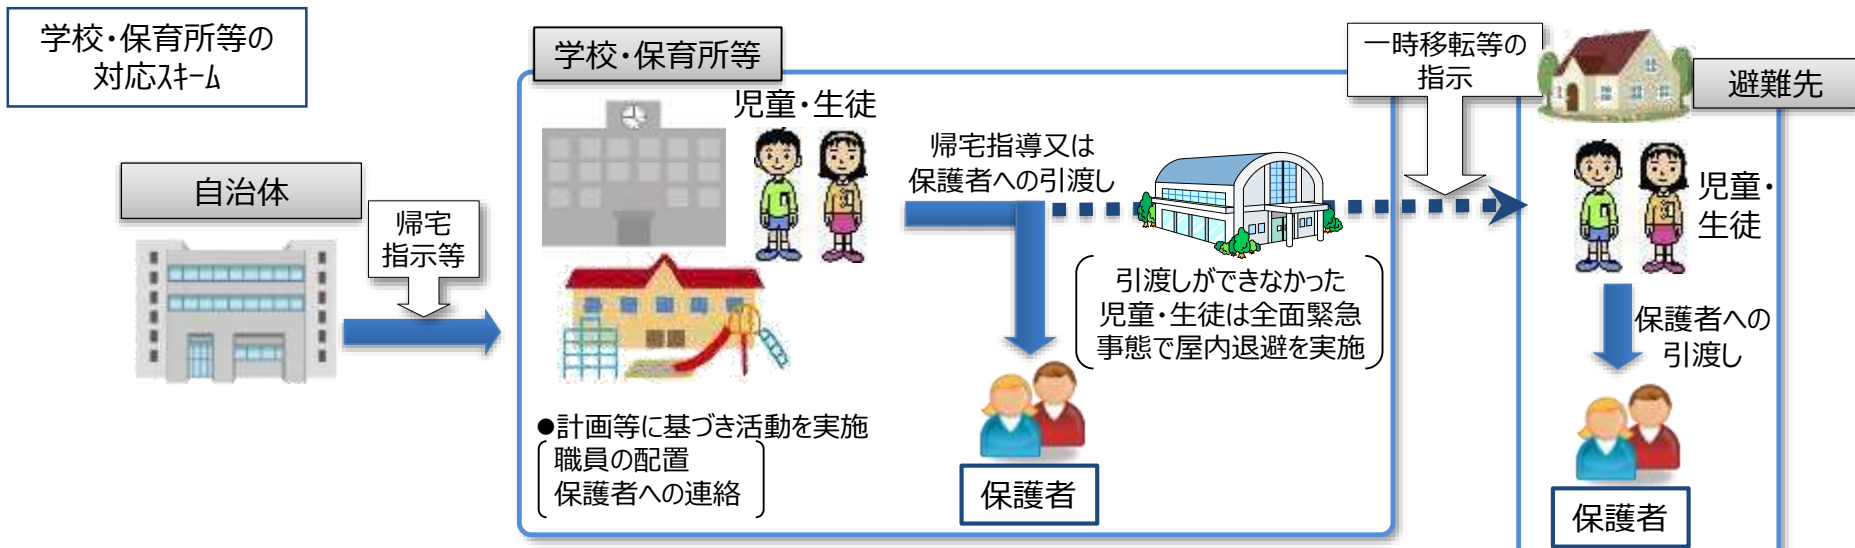 学校・保育所等の
対応ｽｷｰﾑ
自治体
帰宅
指示等
学校・保育所等
児童・生徒
●計画等に基づき活動を実施
職員の配置
保護者への連絡
帰宅指導又は
保護者への引渡し
引渡しができなかった
児童・生徒は全面緊急
事態で屋内退避を実施
保護者
一時移転等の
指示
避難先
児童・
生徒
保護者への
引渡し
保護者